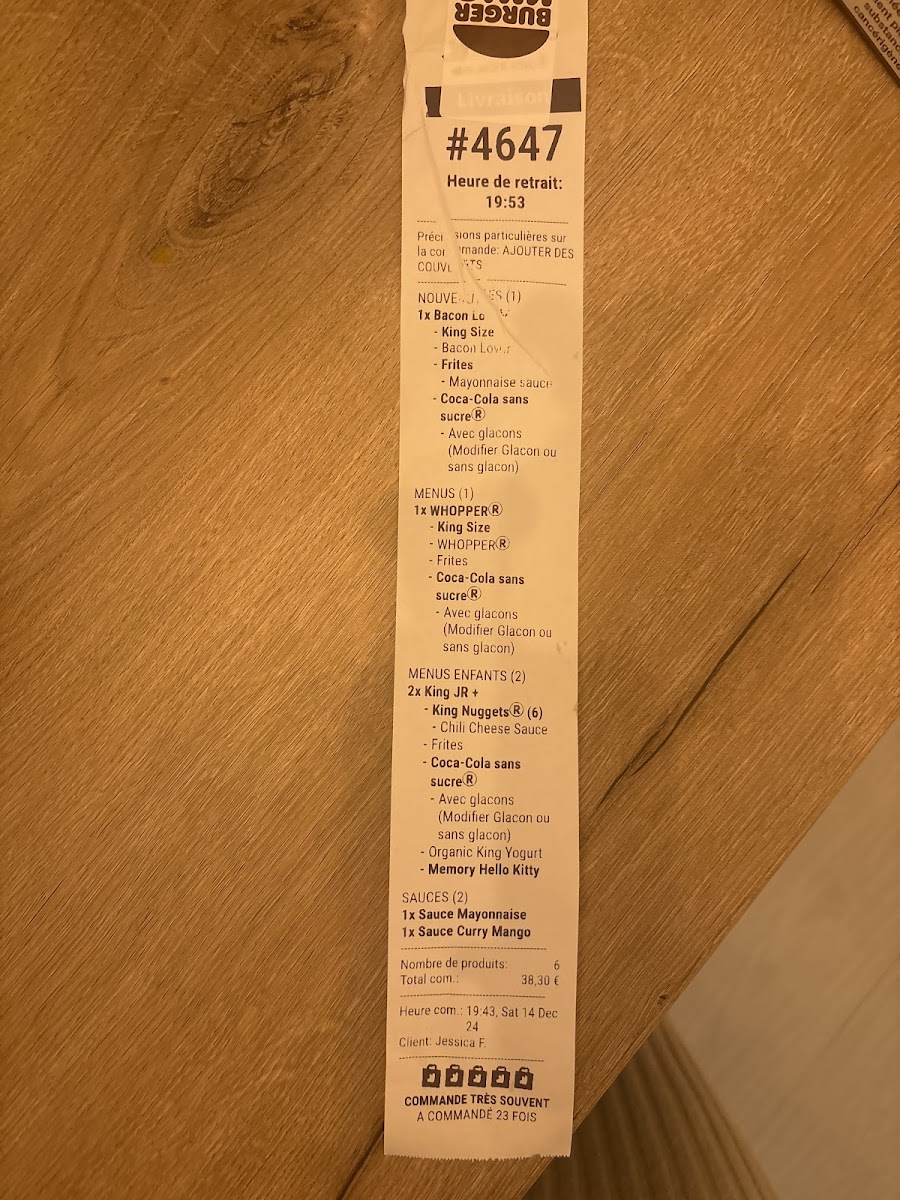 BURGER
Livraison
#4647
Heure de retrait:
19:53
sions particulières sur
la mande: AJOUTER DES
NOUVE ES (1)
1x Bacon
- King Size
- Bacon Lover
- Frites
- Mayonnaise sauce
- Coca-Cola sans
sucre®
- Avec glacons
(Modifier Glacon ou
sans glacon)
MENUS (1)
1x WHOPPER®
- King Size
- WHOPPER®
- Frites
- Coca-Cola sans
sucre®
- Avec glacons
(Modifier Glacon ou
sans glacon)
MENUS ENFANTS (2)
2x King JR +
- King Nuggets® (6)
- Chili Cheese Sauce
- Frites
- Coca-Cola sans
sucre®
- Avec glacons
(Modifier Glacon ou
sans glacon)
- Organic King Yogurt
- Memory Hello Kitty
SAUCES (2)
1x Sauce Mayonnaise
1x Sauce Curry Mango
Nombre de produits: 6
Total com.: 38,30 €
Heure com.: 19:43, Sat 14 Dec
24
Client: Jessica F.
COMMANDE TRÈS SOUVENT
A COMMANDÉ 23 FOIS